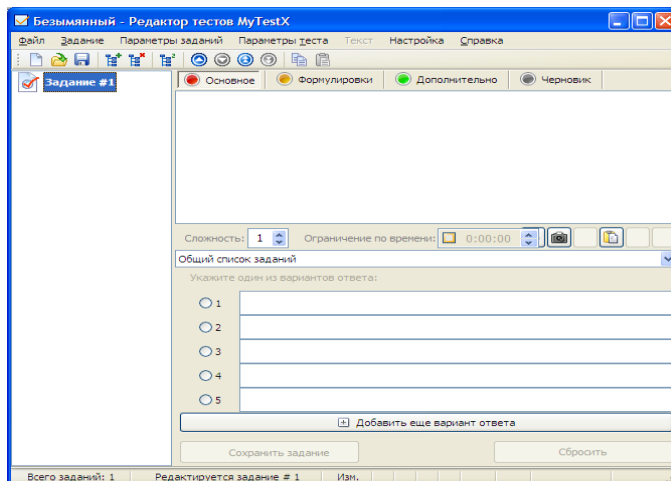 Безымянный - Редактор тестов MyTestX
Файл Задание Параметры заданий Параметры теста Текст Настройка Справка
Задание #1
Основное Формулировки Дополнительно Черновик
Сложность: 1 Ограничение по времени: 0:00:00
Общий список заданий
Укажите один из вариантов ответа:
1
2
3
4
5
Добавить еще вариант ответа
Сохранить задание Сбросить
Всего заданий: 1 Редактируется задание # 1 Изм.